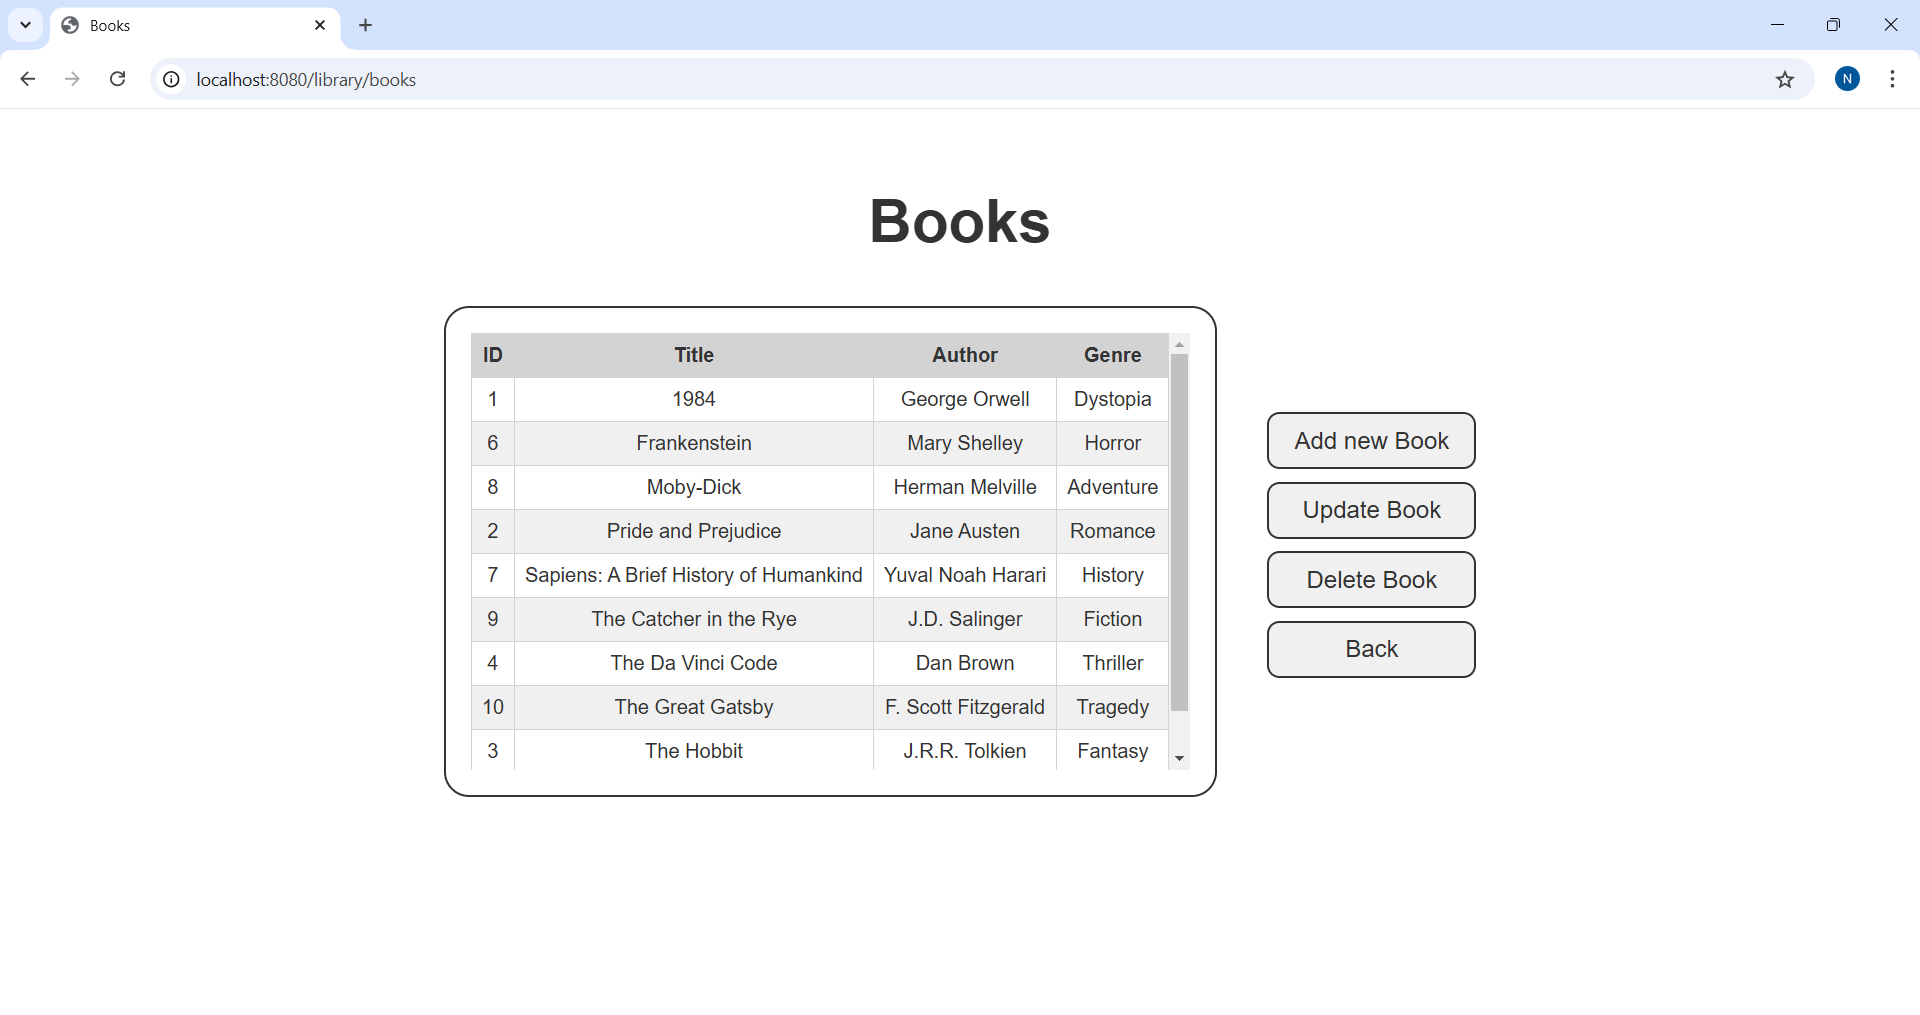 Books
localhost:8080/library/books
N
Books
ID Title Author Genre
1 1984 George Orwell Dystopia
6 Frankenstein Mary Shelley Horror
8 Moby-Dick Herman Melville Adventure
2 Pride and Prejudice Jane Austen Romance
7 Sapiens: A Brief History of Humankind Yuval Noah Harari History
9 The Catcher in the Rye J.D. Salinger Fiction
4 The Da Vinci Code Dan Brown Thriller
10 The Great Gatsby F. Scott Fitzgerald Tragedy
3 The Hobbit J.R.R. Tolkien Fantasy
Add new Book
Update Book
Delete Book
Back